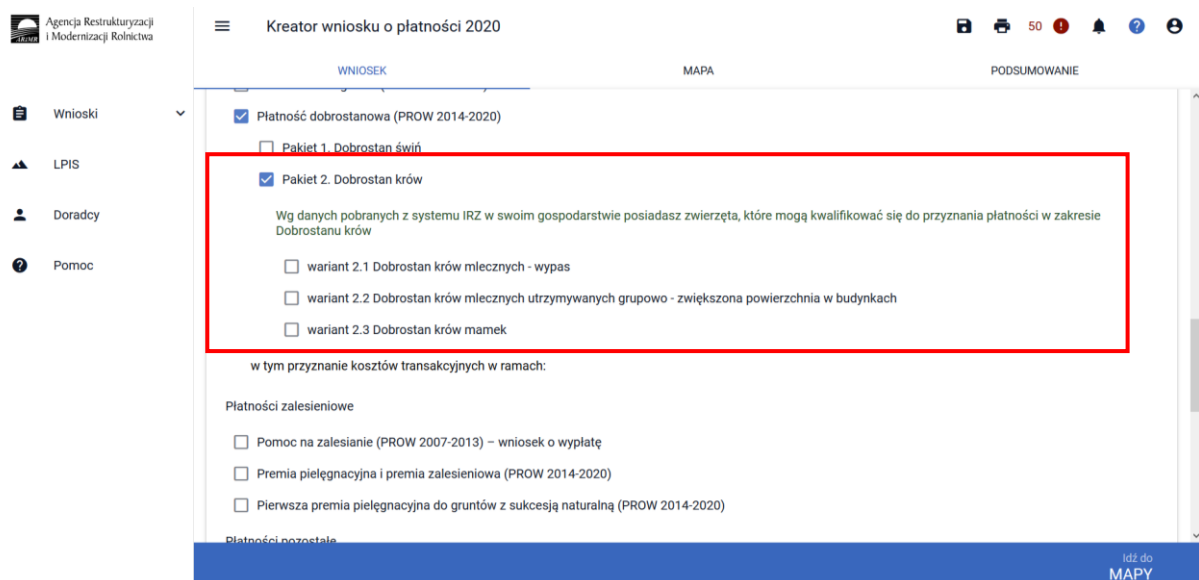 Agencja Restrukturyzacji
i Modernizacji Rolnictwa
ARiMR
Kreator wniosku o płatności 2020
50
WNIOSEK
MAPA
PODSUMOWANIE
Wnioski
LPIS
Doradcy
Pomoc
Płatność dobrostanowa (PROW 2014-2020)
Pakiet 1. Dobrostan świń
Pakiet 2. Dobrostan krów
Wg danych pobranych z systemu IRZ w swoim gospodarstwie posiadasz zwierzęta, które mogą kwalifikować się do przyznania płatności w zakresie
Dobrostanu krów
wariant 2.1 Dobrostan krów mlecznych - wypas
wariant 2.2 Dobrostan krów mlecznych utrzymywanych grupowo - zwiększona powierzchnia w budynkach
wariant 2.3 Dobrostan krów mamek
w tym przyznanie kosztów transakcyjnych w ramach:
Płatności zalesieniowe
Pomoc na zalesianie (PROW 2007-2013) – wniosek o wypłatę
Premia pielęgnacyjna i premia zalesieniowa (PROW 2014-2020)
Pierwsza premia pielęgnacyjna do gruntów z sukcesją naturalną (PROW 2014-2020)
Płatności pozostałe
Idź do
MAPY